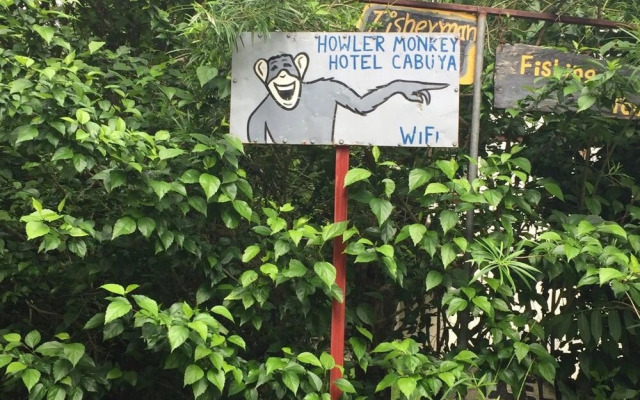 Fisherman
HOWLER MONKEY
HOTEL CABUYA
WIFI
Fishing